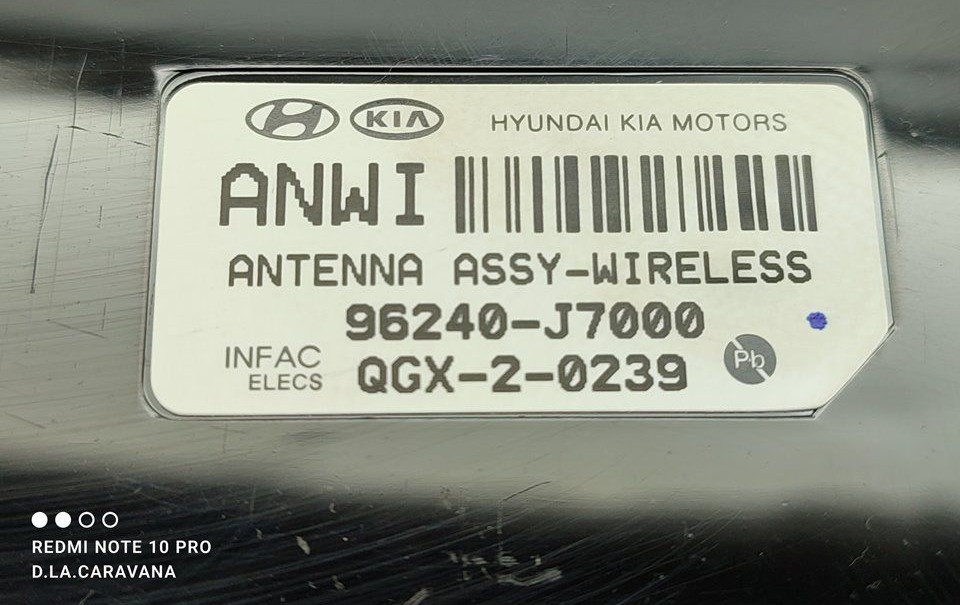 KIA HYUNDAI KIA MOTORS
ANWI
ANTENNA ASSY-WIRELESS
96240-J7000
INFAC
ELECS
QGX-2-0239
Pb
REDMI NOTE 10 PRO
D.LA.CARAVANA